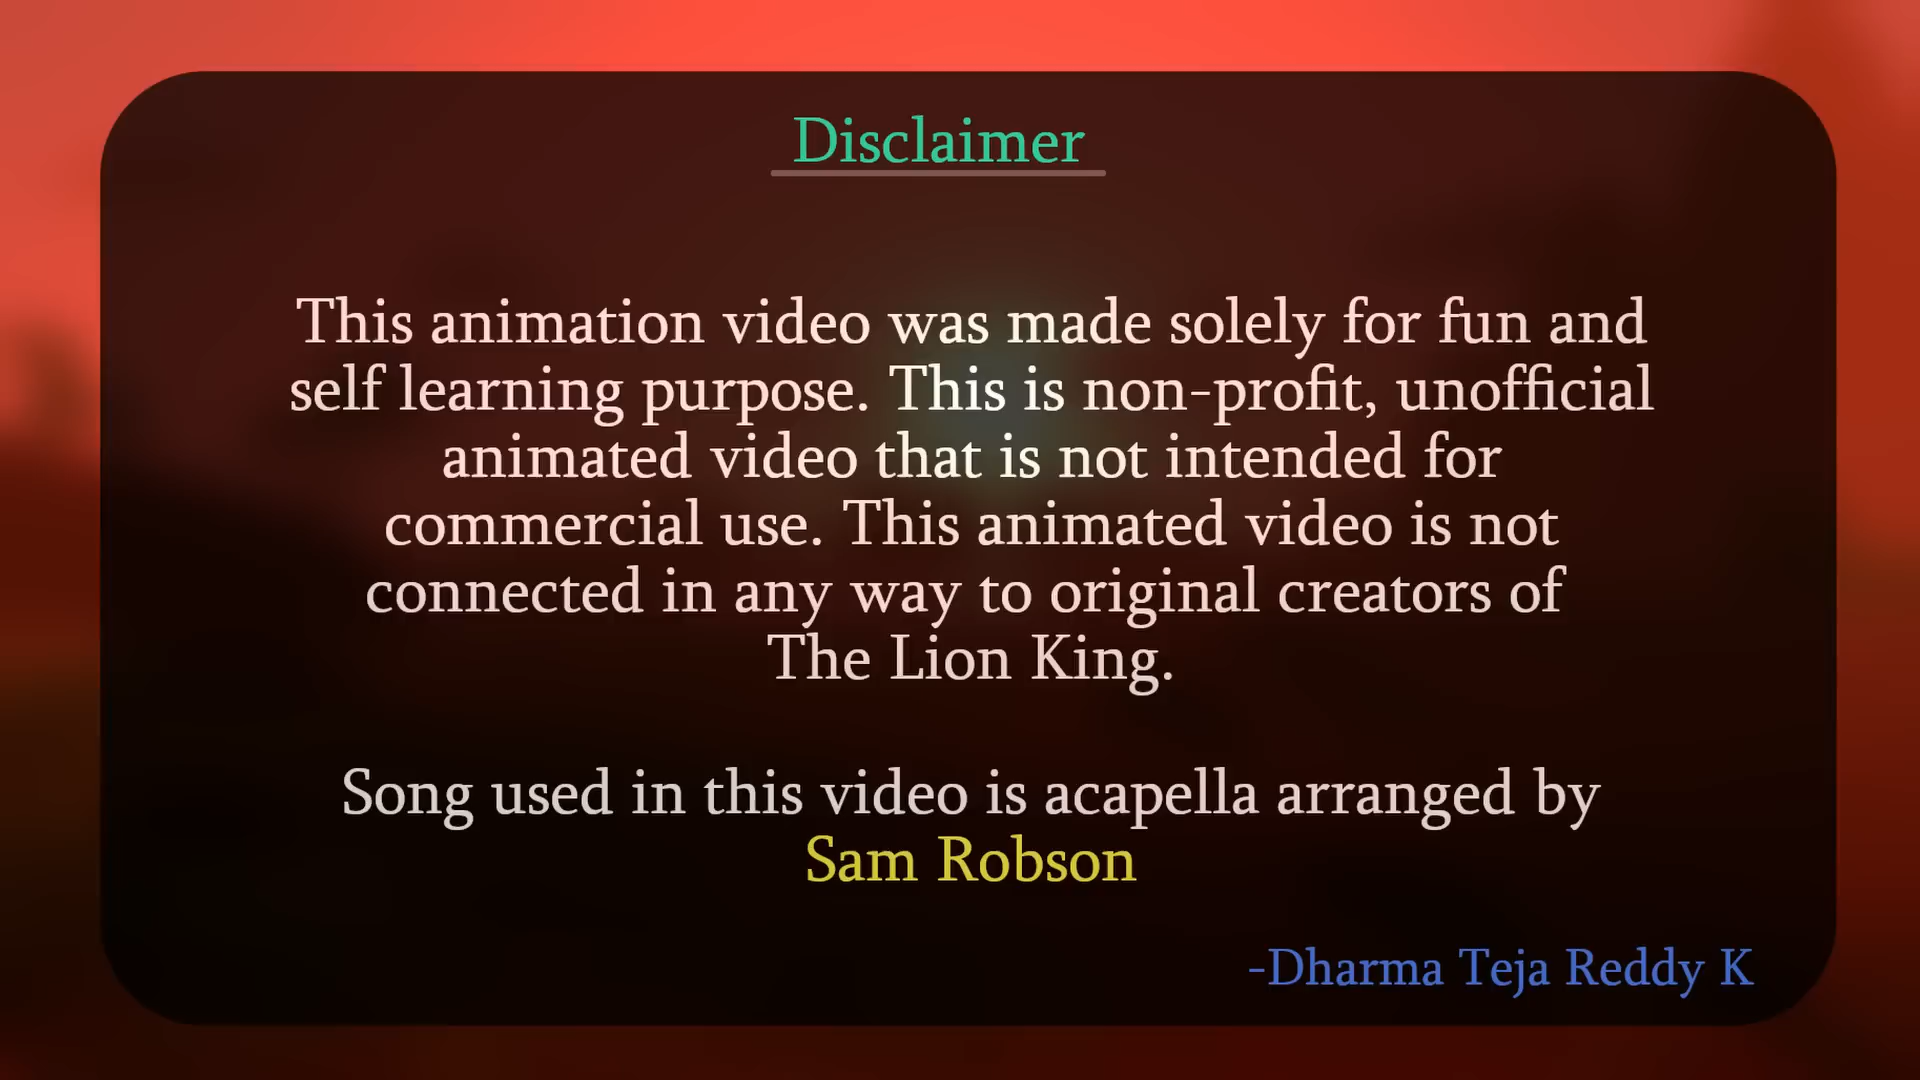 Disclaimer
This animation video was made solely for fun and
self learning purpose. This is non-profit, unofficial
animated video that is not intended for
commercial use. This animated video is not
connected in any way to original creators of
The Lion King.
Song used in this video is acapella arranged by
Sam Robson
-Dharma Teja Reddy K